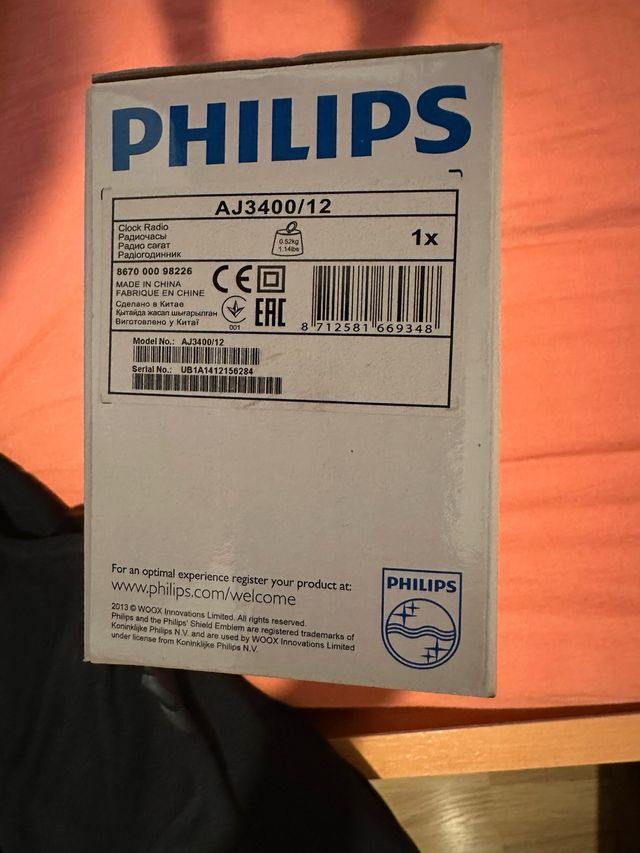 PHILIPS
AJ3400/12
Clock Radio
Радиочасы
Радио сағат
Радіогодинник
0.52kg
1.14lbs
1x
8670 000 98226
MADE IN CHINA
FABRIQUE EN CHINE
Сделано в Китае
Қытайда жасап шығарылған
Виготовлено у Китаї
CE
001
EAC
8 712581 669348
Model No.: AJ3400/12
Serial No.: UB1A1412156284
For an optimal experience register your product at:
www.philips.com/welcome
2013 © WOOX Innovations Limited. All rights reserved.
Philips and the Philips' Shield Emblem are registered trademarks of
Koninklijke Philips N.V. and are used by WOOX Innovations Limited
under license from Koninklijke Philips N.V.
PHILIPS